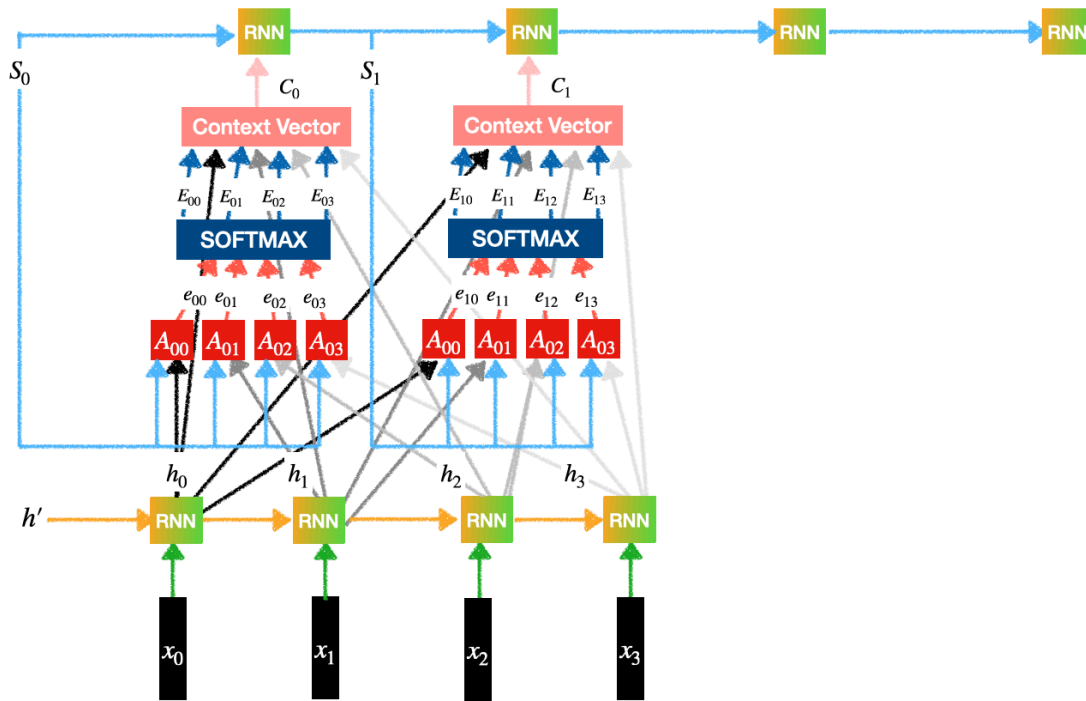 RNN RNN RNN RNN
S₀ S₁
C₀ C₁
Context Vector Context Vector
E₀₀ E₀₁ E₀₂ E₀₃ E₁₀ E₁₁ E₁₂ E₁₃
SOFTMAX SOFTMAX
e₀₀ e₀₁ e₀₂ e₀₃ e₁₀ e₁₁ e₁₂ e₁₃
A₀₀ A₀₁ A₀₂ A₀₃ A₀₀ A₀₁ A₀₂ A₀₃
h₀ h₁ h₂ h₃
h′ RNN RNN RNN RNN
x₀ x₁ x₂ x₃